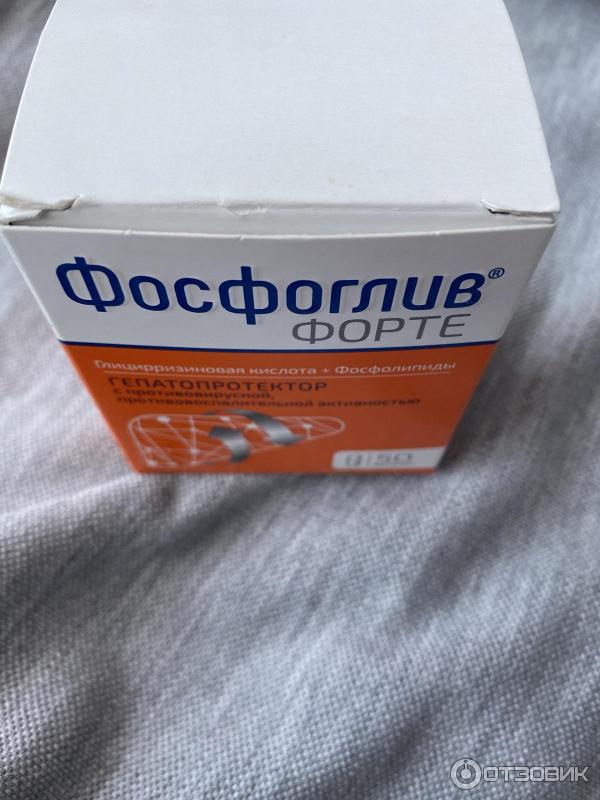 Фосфоглив®
ФОРТЕ
Глицирризиновая кислота + Фосфолипиды
ГЕПАТОПРОТЕКТОР
с противовирусной,
противовоспалительной активностью
50
ОТЗОВИК